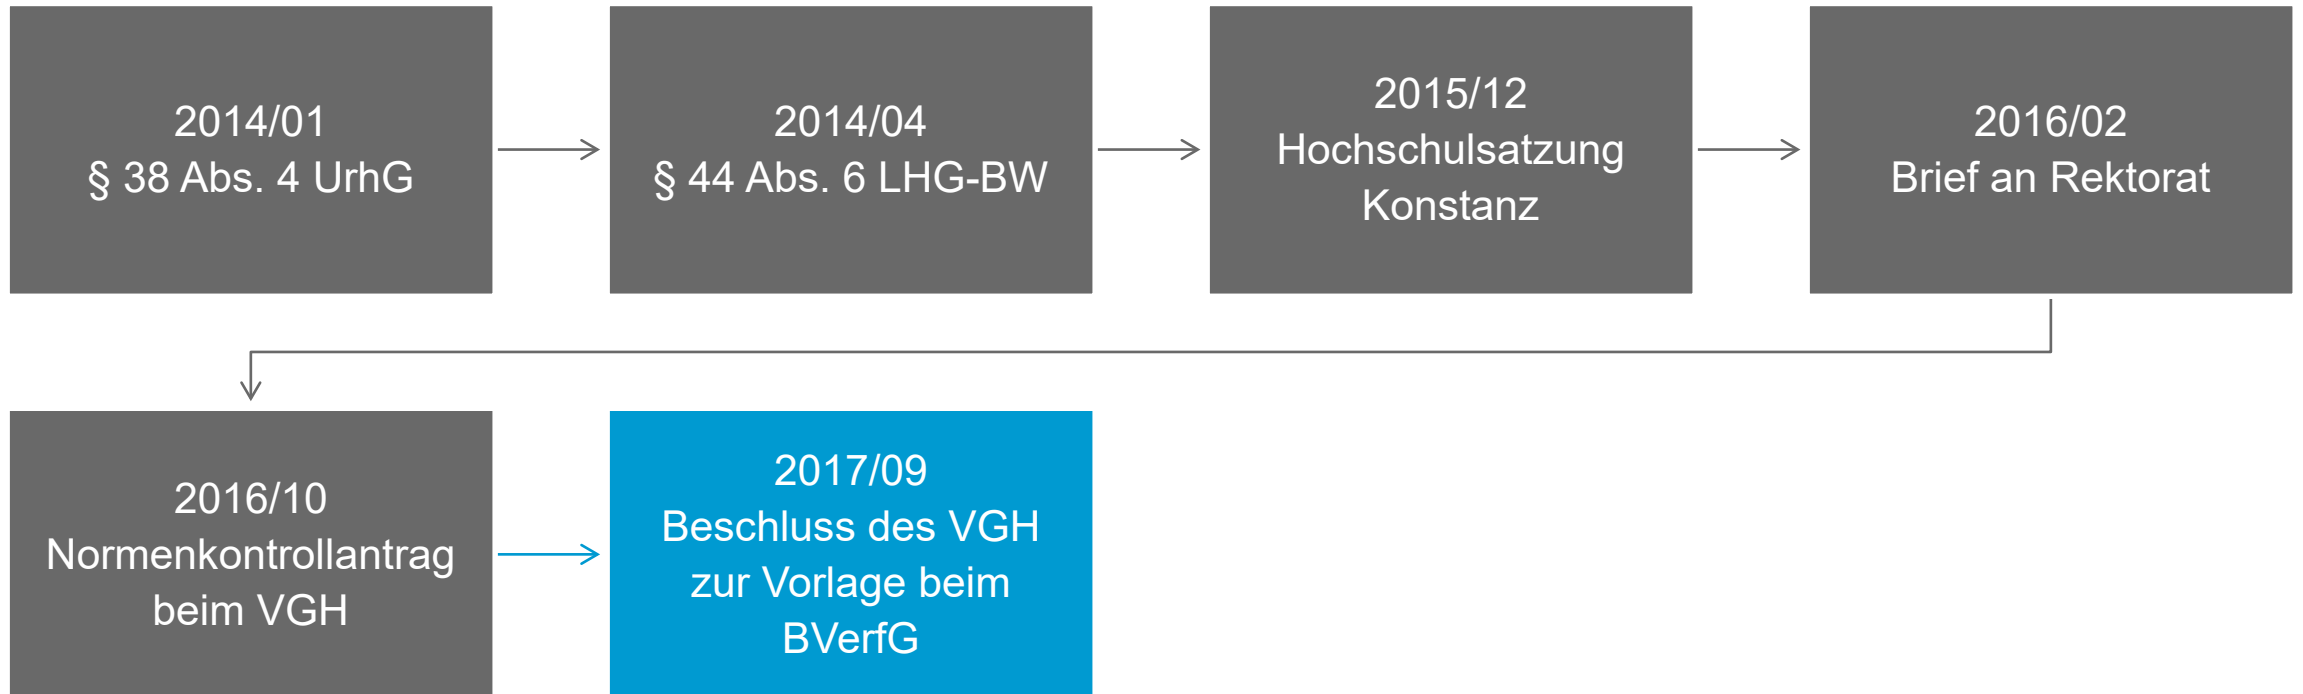 2014/01
§ 38 Abs. 4 UrhG
2014/04
§ 44 Abs. 6 LHG-BW
2015/12
Hochschulsatzung
Konstanz
2016/02
Brief an Rektorat
2016/10
Normenkontrollantrag
beim VGH
2017/09
Beschluss des VGH
zur Vorlage beim
BVerfG